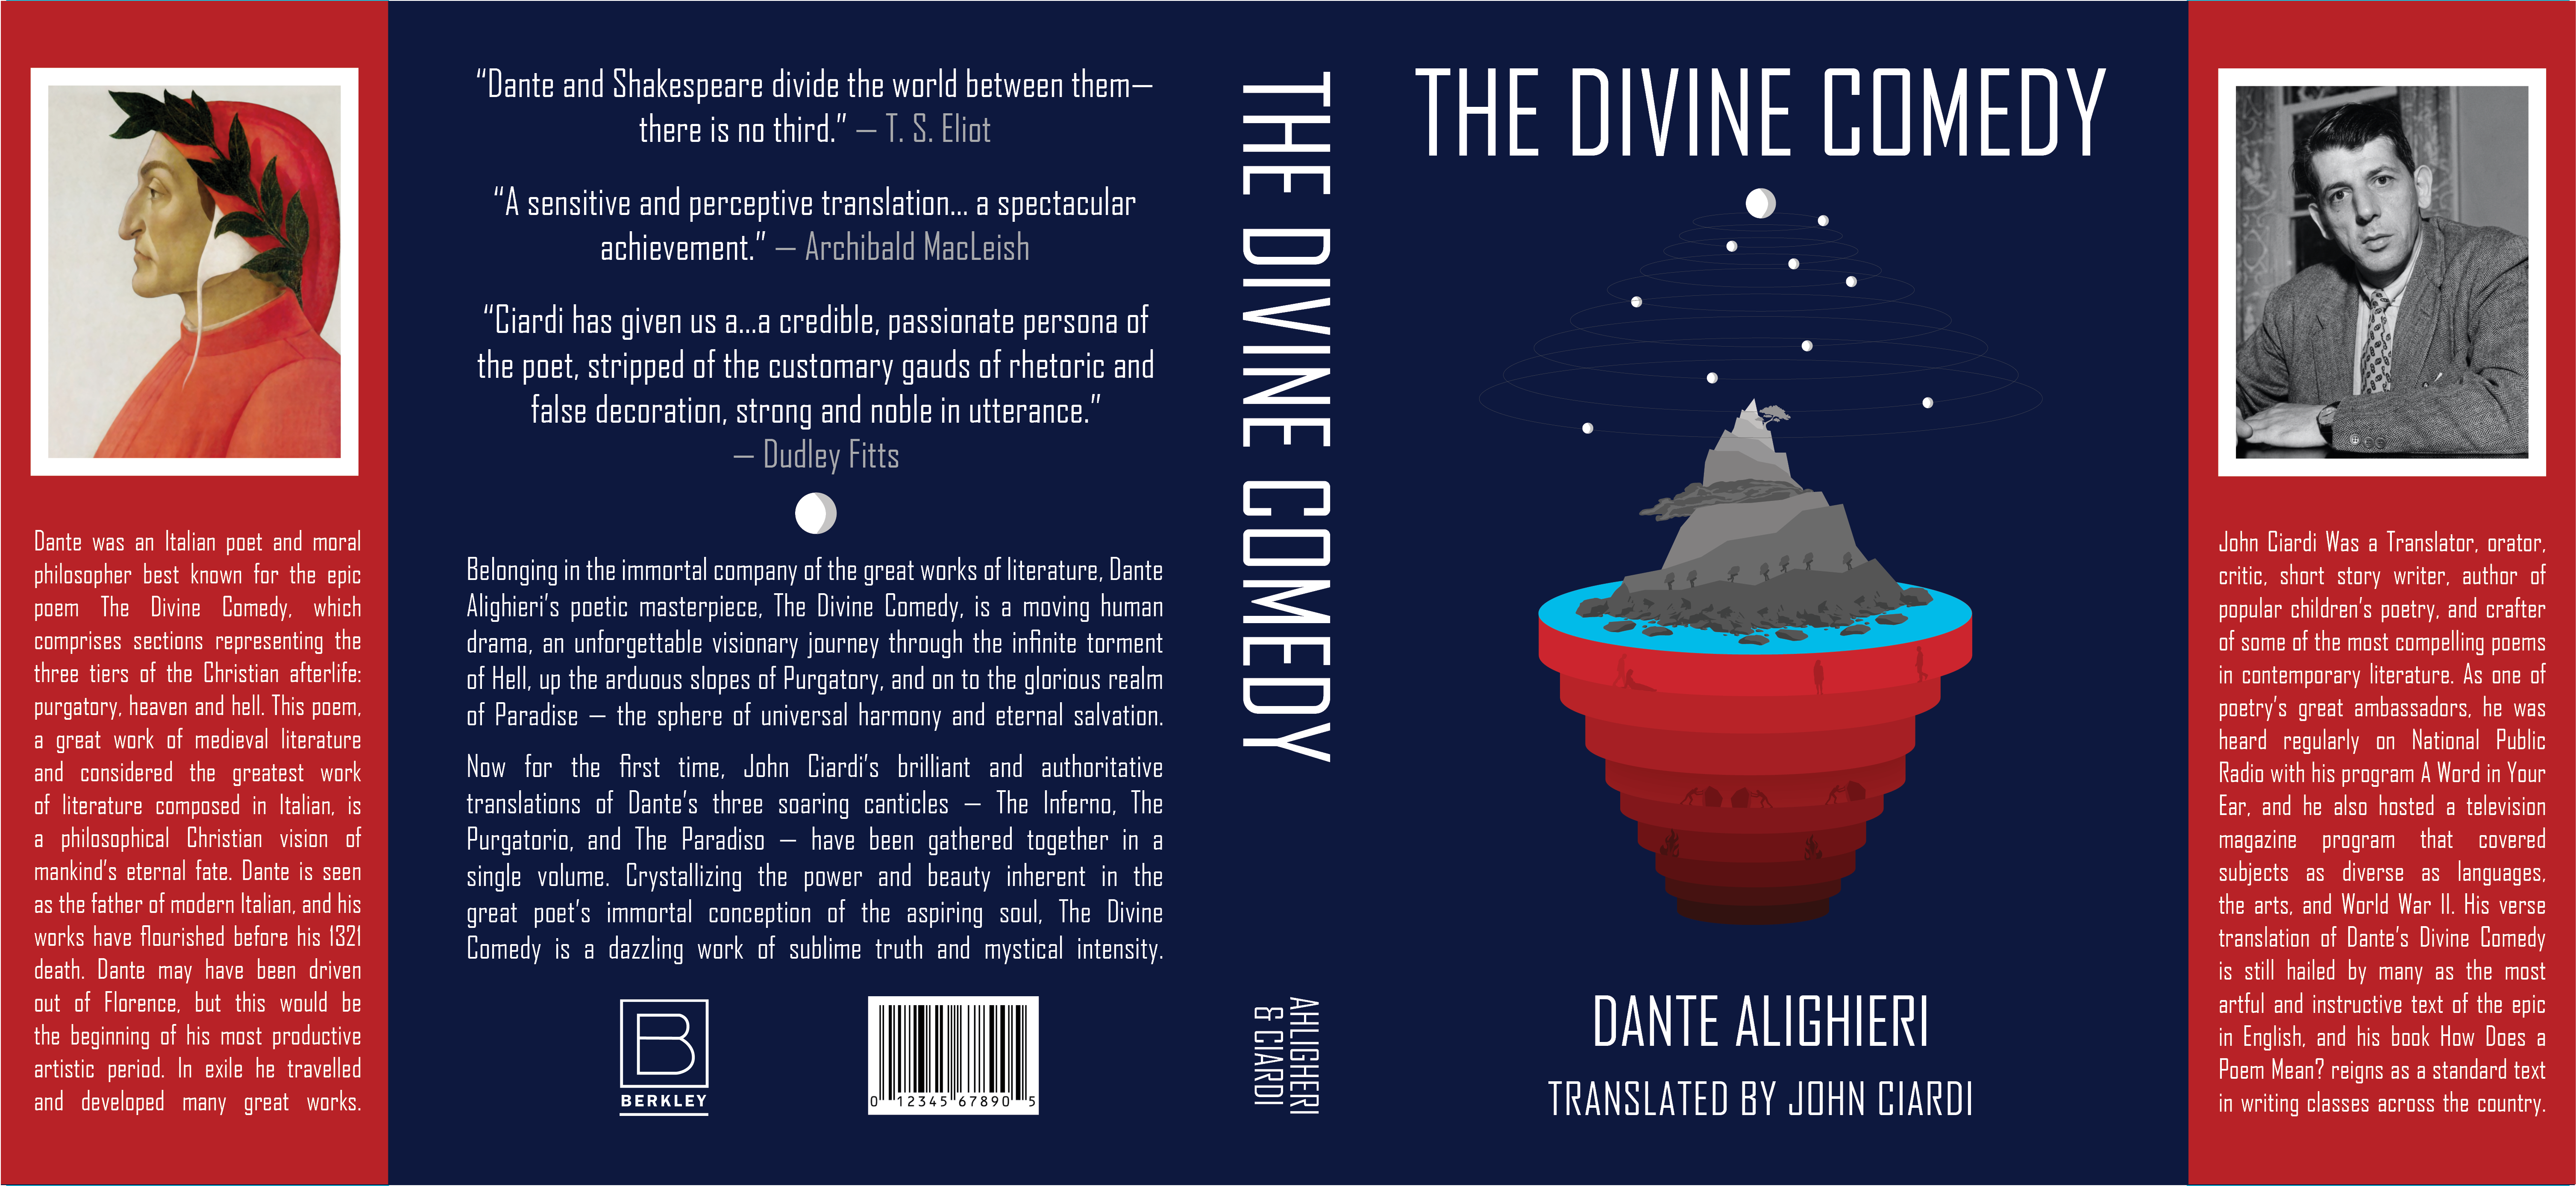 Dante was an Italian poet and moral
philosopher best known for the epic
poem The Divine Comedy, which
comprises sections representing the
three tiers of the Christian afterlife:
purgatory, heaven and hell. This poem,
a great work of medieval literature
and considered the greatest work
of literature composed in Italian, is
a philosophical Christian vision of
mankind's eternal fate. Dante is seen
as the father of modern Italian, and his
works have flourished before his 1321
death. Dante may have been driven
out of Florence, but this would be
the beginning of his most productive
artistic period. In exile he travelled
and developed many great works.
“Dante and Shakespeare divide the world between them—
there is no third.” — T. S. Eliot
“A sensitive and perceptive translation... a spectacular
achievement.” — Archibald MacLeish
“Ciardi has given us a...a credible, passionate persona of
the poet, stripped of the customary gauds of rhetoric and
false decoration, strong and noble in utterance.”
— Dudley Fitts
Belonging in the immortal company of the great works of literature, Dante
Alighieri's poetic masterpiece, The Divine Comedy, is a moving human
drama, an unforgettable visionary journey through the infinite torment
of Hell, up the arduous slopes of Purgatory, and on to the glorious realm
of Paradise — the sphere of universal harmony and eternal salvation.
Now for the first time, John Ciardi's brilliant and authoritative
translations of Dante's three soaring canticles — The Inferno, The
Purgatorio, and The Paradiso — have been gathered together in a
single volume. Crystallizing the power and beauty inherent in the
great poet's immortal conception of the aspiring soul, The Divine
Comedy is a dazzling work of sublime truth and mystical intensity.
B
BERKLEY
0 12345 67890 5
THE DIVINE COMEDY
AHLIGHERI
& CIARDI
THE DIVINE COMEDY
DANTE ALIGHIERI
TRANSLATED BY JOHN CIARDI
John Ciardi Was a Translator, orator,
critic, short story writer, author of
popular children's poetry, and crafter
of some of the most compelling poems
in contemporary literature. As one of
poetry's great ambassadors, he was
heard regularly on National Public
Radio with his program A Word in Your
Ear, and he also hosted a television
magazine program that covered
subjects as diverse as languages,
the arts, and World War II. His verse
translation of Dante's Divine Comedy
is still hailed by many as the most
artful and instructive text of the epic
in English, and his book How Does a
Poem Mean? reigns as a standard text
in writing classes across the country.